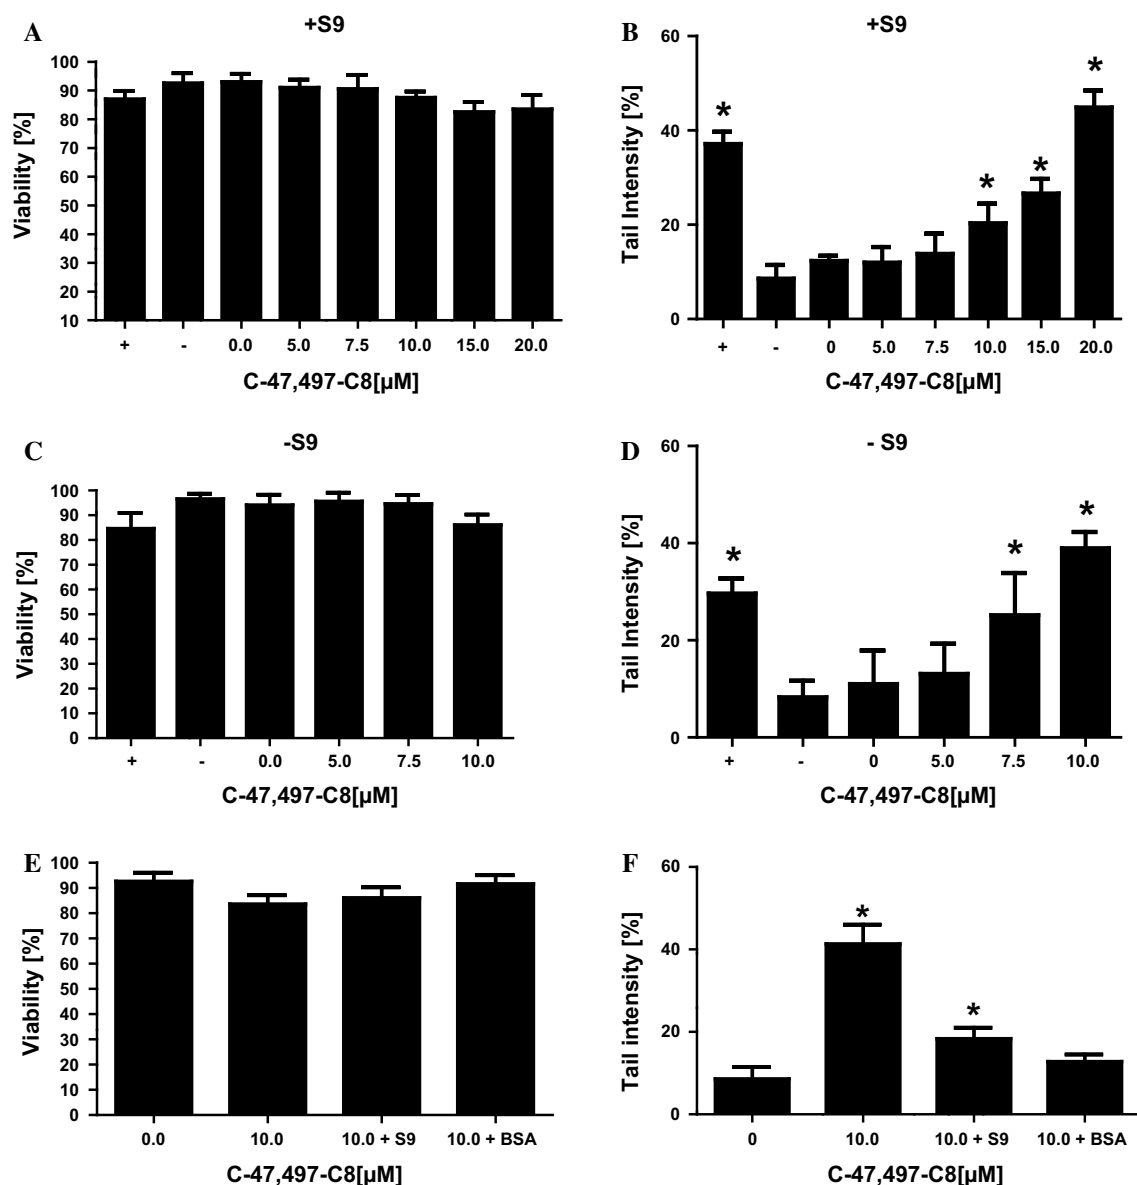 A
+S9
Viability [%]
100
90
80
70
60
50
40
30
20
10
+ - 0.0 5.0 7.5 10.0 15.0 20.0
C-47,497-C8[µM]
B
+S9
Tail Intensity [%]
60
40
20
0
* * * *
+ - 0 5.0 7.5 10.0 15.0 20.0
C-47,497-C8[µM]
C
-S9
Viability [%]
100
90
80
70
60
50
40
30
20
10
0
+ - 0.0 5.0 7.5 10.0
C-47,497-C8[µM]
D
- S9
Tail Intensity [%]
60
40
20
0
* * *
+ - 0 5.0 7.5 10.0
C-47,497-C8[µM]
E
Viability [%]
100
90
80
70
60
50
40
30
20
10
0
0.0 10.0 10.0 + S9 10.0 + BSA
C-47,497-C8[µM]
F
Tail intensity [%]
60
40
20
0
* *
0 10.0 10.0 + S9 10.0 + BSA
C-47,497-C8[µM]